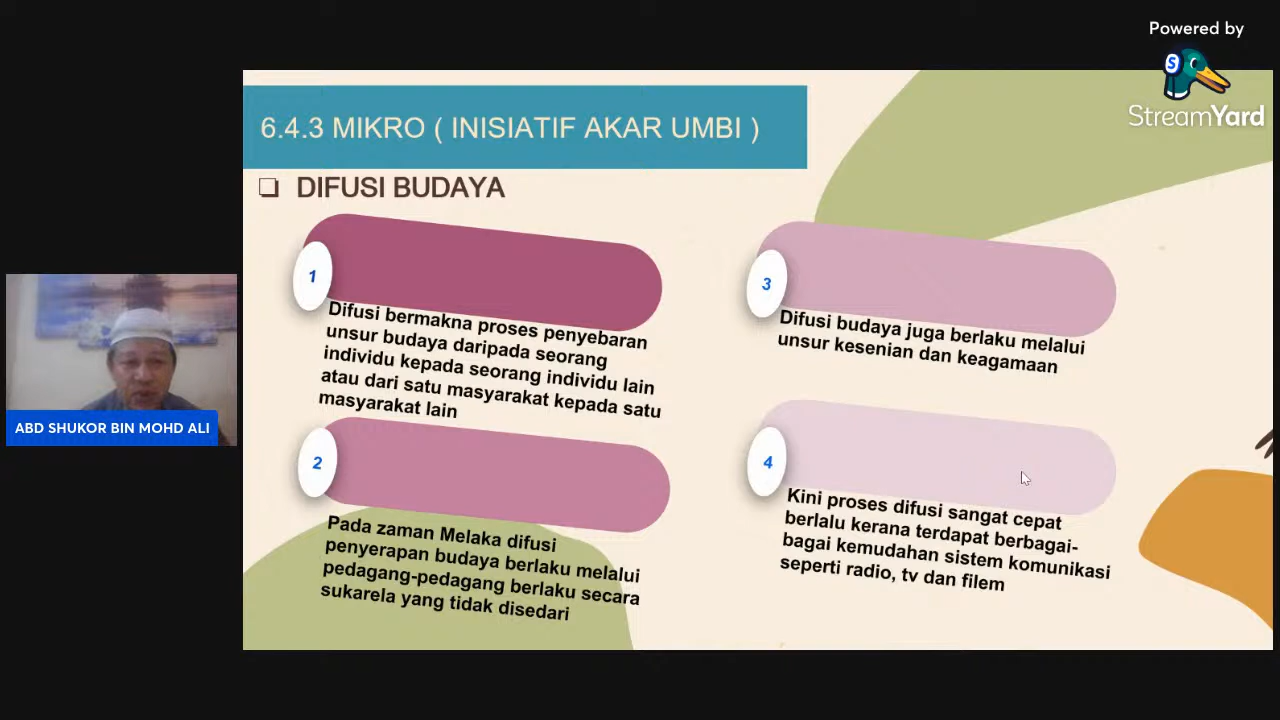 Powered by
S
StreamYard
6.4.3 MIKRO ( INISIATIF AKAR UMBI )
DIFUSI BUDAYA
1
Difusi bermakna proses penyebaran
unsur budaya daripada seorang
individu kepada seorang individu lain
atau dari satu masyarakat kepada satu
masyarakat lain
2
Pada zaman Melaka difusi
penyerapan budaya berlaku melalui
pedagang-pedagang berlaku secara
sukarela yang tidak disedari
3
Difusi budaya juga berlaku melalui
unsur kesenian dan keagamaan
4
Kini proses difusi sangat cepat
berlalu kerana terdapat berbagai-
bagai kemudahan sistem komunikasi
seperti radio, tv dan filem
ABD SHUKOR BIN MOHD ALI